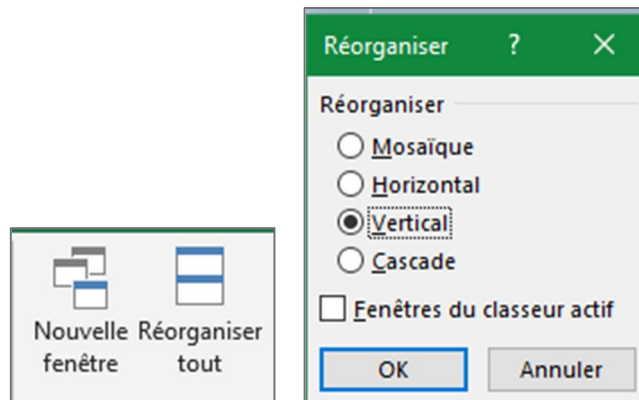 Nouvelle
fenêtre
Réorganiser
tout
Réorganiser ? ×
Réorganiser
Mosaïque
Horizontal
Vertical
Cascade
Fenêtres du classeur actif
OK
Annuler